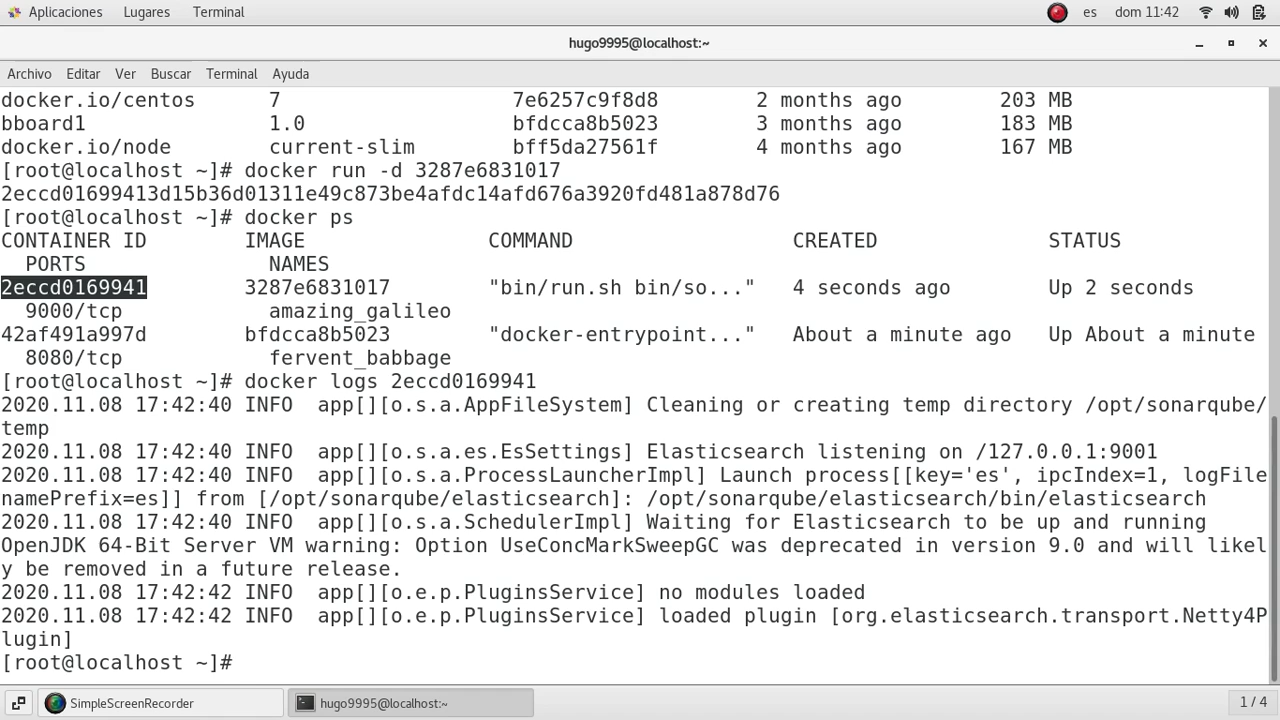 Aplicaciones Lugares Terminal es dom 11:42
hugo9995@localhost:~
Archivo Editar Ver Buscar Terminal Ayuda
docker.io/centos 7 7e6257c9f8d8 2 months ago 203 MB
bboard1 1.0 bfdcca8b5023 3 months ago 183 MB
docker.io/node current-slim bff5da27561f 4 months ago 167 MB
[root@localhost ~]# docker run -d 3287e6831017
2eccd01699413d15b36d01311e49c873be4afdc14afd676a3920fd481a878d76
[root@localhost ~]# docker ps
CONTAINER ID IMAGE COMMAND CREATED STATUS
PORTS NAMES
2eccd0169941 3287e6831017 "bin/run.sh bin/so..." 4 seconds ago Up 2 seconds
9000/tcp amazing_galileo
42af491a997d bfdcca8b5023 "docker-entrypoint..." About a minute ago Up About a minute
8080/tcp fervent_babbage
[root@localhost ~]# docker logs 2eccd0169941
2020.11.08 17:42:40 INFO app[][o.s.a.AppFileSystem] Cleaning or creating temp directory /opt/sonarqube/
temp
2020.11.08 17:42:40 INFO app[][o.s.a.es.EsSettings] Elasticsearch listening on /127.0.0.1:9001
2020.11.08 17:42:40 INFO app[][o.s.a.ProcessLauncherImpl] Launch process[[key='es', ipcIndex=1, logFile
namePrefix=es]] from [/opt/sonarqube/elasticsearch]: /opt/sonarqube/elasticsearch/bin/elasticsearch
2020.11.08 17:42:40 INFO app[][o.s.a.SchedulerImpl] Waiting for Elasticsearch to be up and running
OpenJDK 64-Bit Server VM warning: Option UseConcMarkSweepGC was deprecated in version 9.0 and will likel
y be removed in a future release.
2020.11.08 17:42:42 INFO app[][o.e.p.PluginsService] no modules loaded
2020.11.08 17:42:42 INFO app[][o.e.p.PluginsService] loaded plugin [org.elasticsearch.transport.Netty4P
lugin]
[root@localhost ~]#
SimpleScreenRecorder hugo9995@localhost:~ 1 / 4